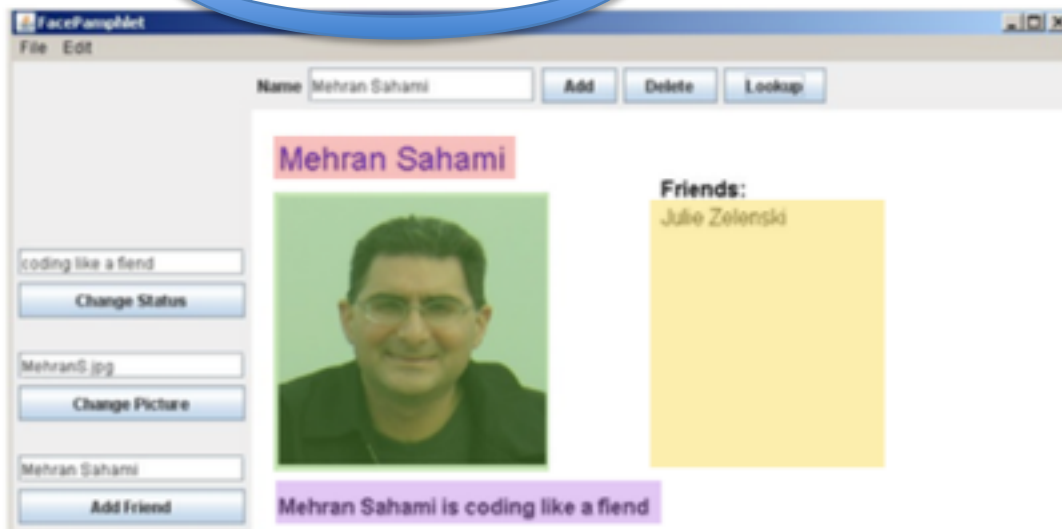 FacePamphlet
File Edit
Name Mehran Sahami Add Delete Lookup
Mehran Sahami
Friends:
Julie Zelenski
coding like a fiend
Change Status
MehranS.jpg
Change Picture
Mehran Sahami
Add Friend
Mehran Sahami is coding like a fiend